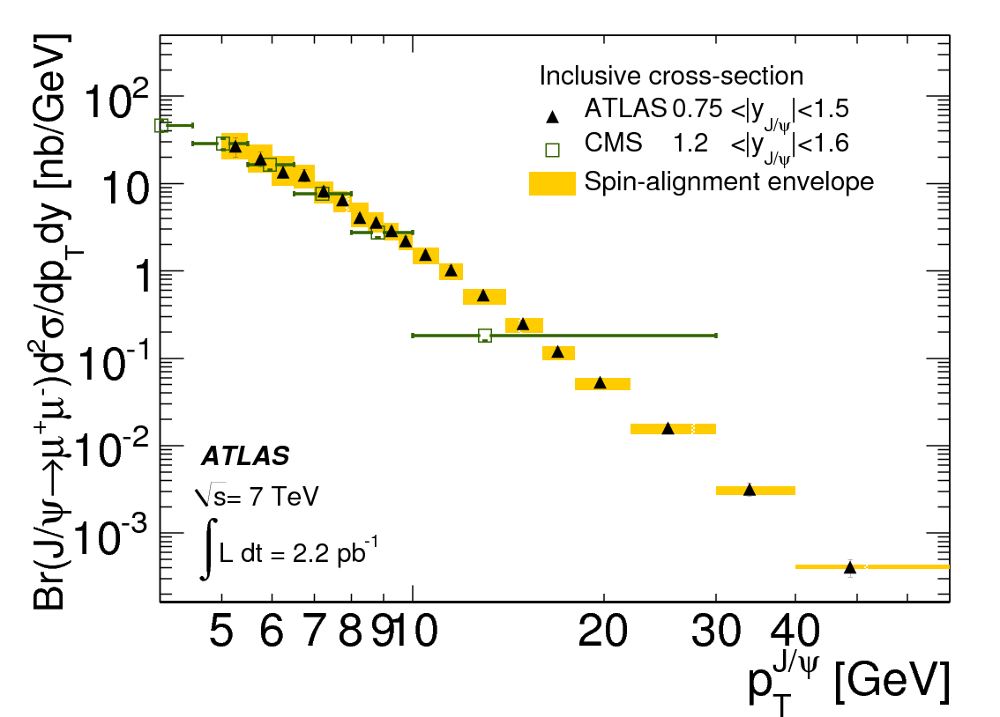 Br(J/ψ→μ⁺μ⁻)d²σ/dp_T dy [nb/GeV]
10²
10
1
10⁻¹
10⁻²
10⁻³
Inclusive cross-section
ATLAS 0.75 <|y_J/ψ|<1.5
CMS 1.2 <|y_J/ψ|<1.6
Spin-alignment envelope
ATLAS
√s= 7 TeV
∫L dt = 2.2 pb⁻¹
5 6 7 8 9 10 20 30 40
p_T^J/ψ [GeV]